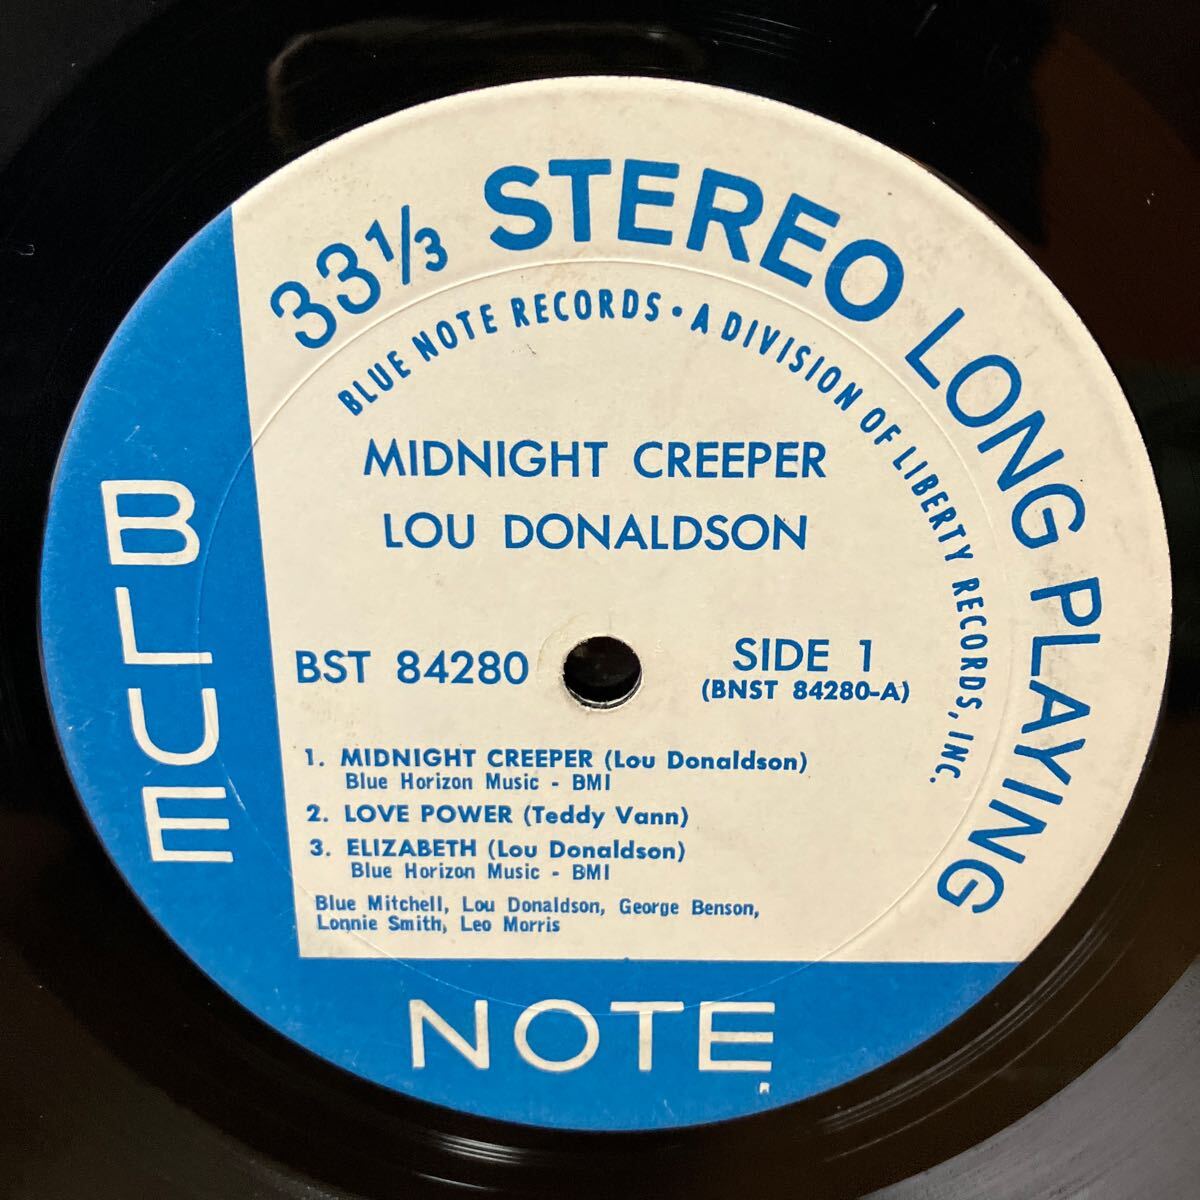 33⅓ STEREO LONG PLAYING
BLUE NOTE RECORDS • A DIVISION OF LIBERTY RECORDS, INC.
MIDNIGHT CREEPER
LOU DONALDSON
BST 84280
SIDE 1
(BNST 84280-A)
1. MIDNIGHT CREEPER (Lou Donaldson)
Blue Horizon Music - BMI
2. LOVE POWER (Teddy Vann)
3. ELIZABETH (Lou Donaldson)
Blue Horizon Music - BMI
Blue Mitchell, Lou Donaldson, George Benson,
Lonnie Smith, Leo Morris
BLUE
NOTE